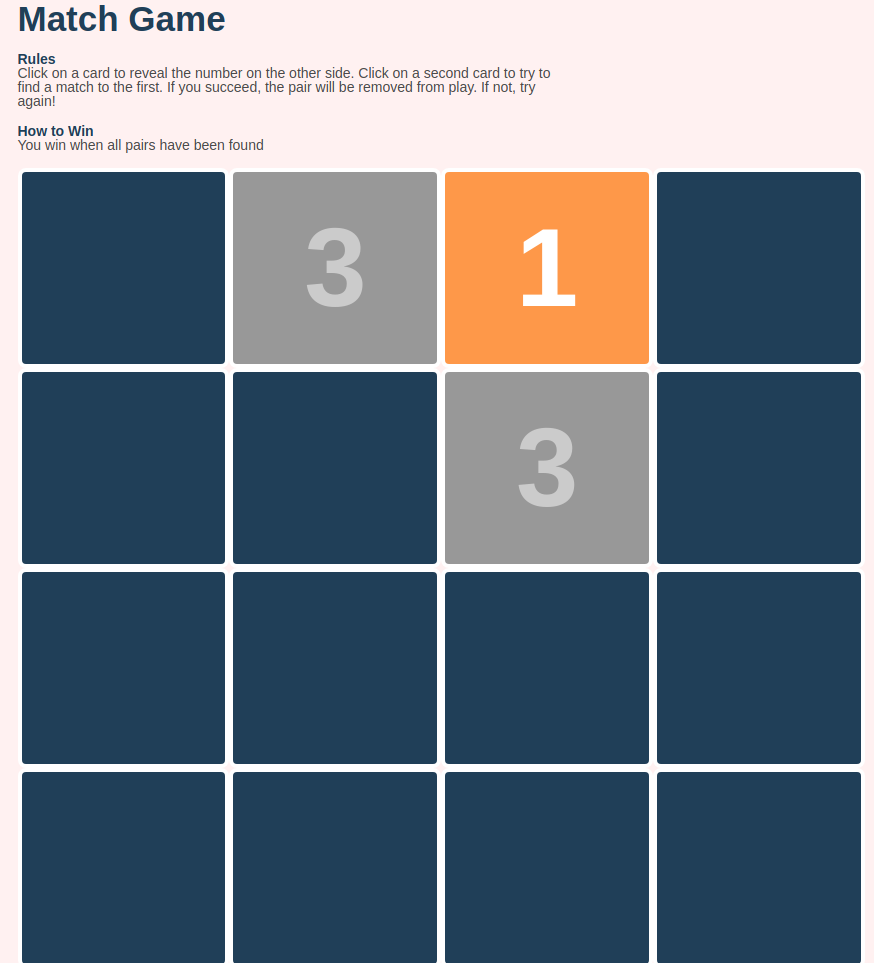 Match Game
Rules
Click on a card to reveal the number on the other side. Click on a second card to try to
find a match to the first. If you succeed, the pair will be removed from play. If not, try
again!
How to Win
You win when all pairs have been found
3
1
3